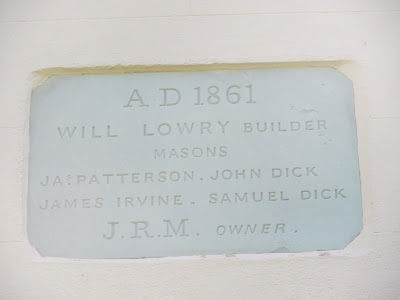 A D 1861
WILL LOWRY BUILDER
MASONS
JAS: PATTERSON. JOHN DICK
JAMES IRVINE. SAMUEL DICK
J.R.M. OWNER.